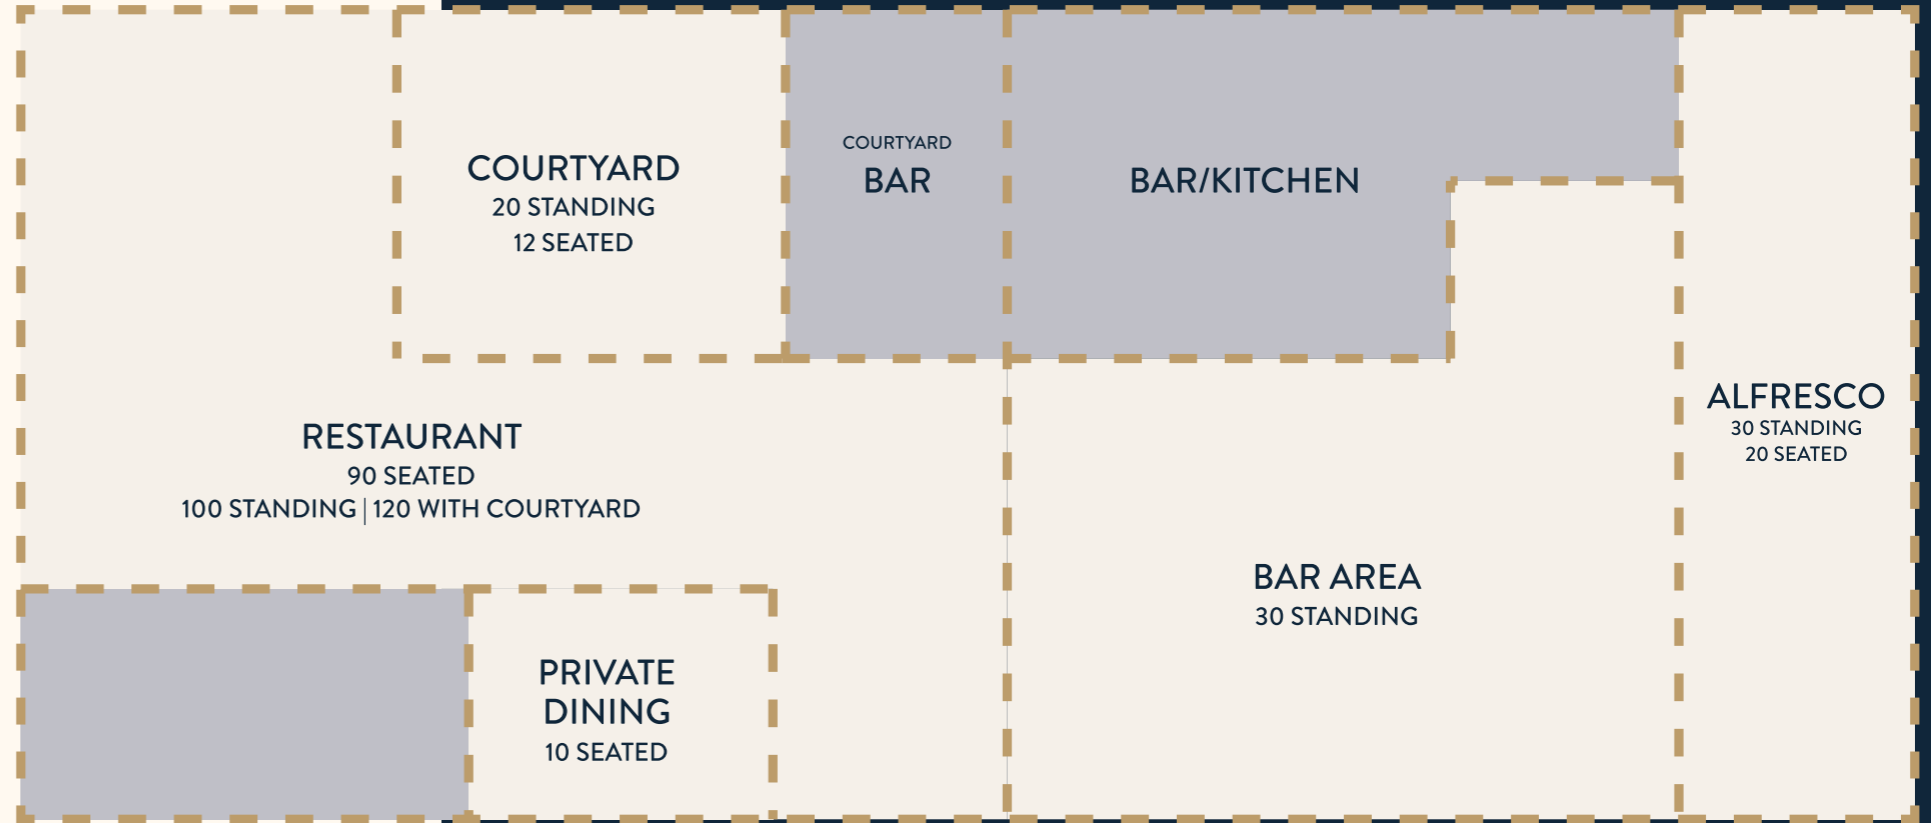 COURTYARD
20 STANDING
12 SEATED
COURTYARD
BAR
BAR/KITCHEN
ALFRESCO
30 STANDING
20 SEATED
RESTAURANT
90 SEATED
100 STANDING | 120 WITH COURTYARD
BAR AREA
30 STANDING
PRIVATE
DINING
10 SEATED